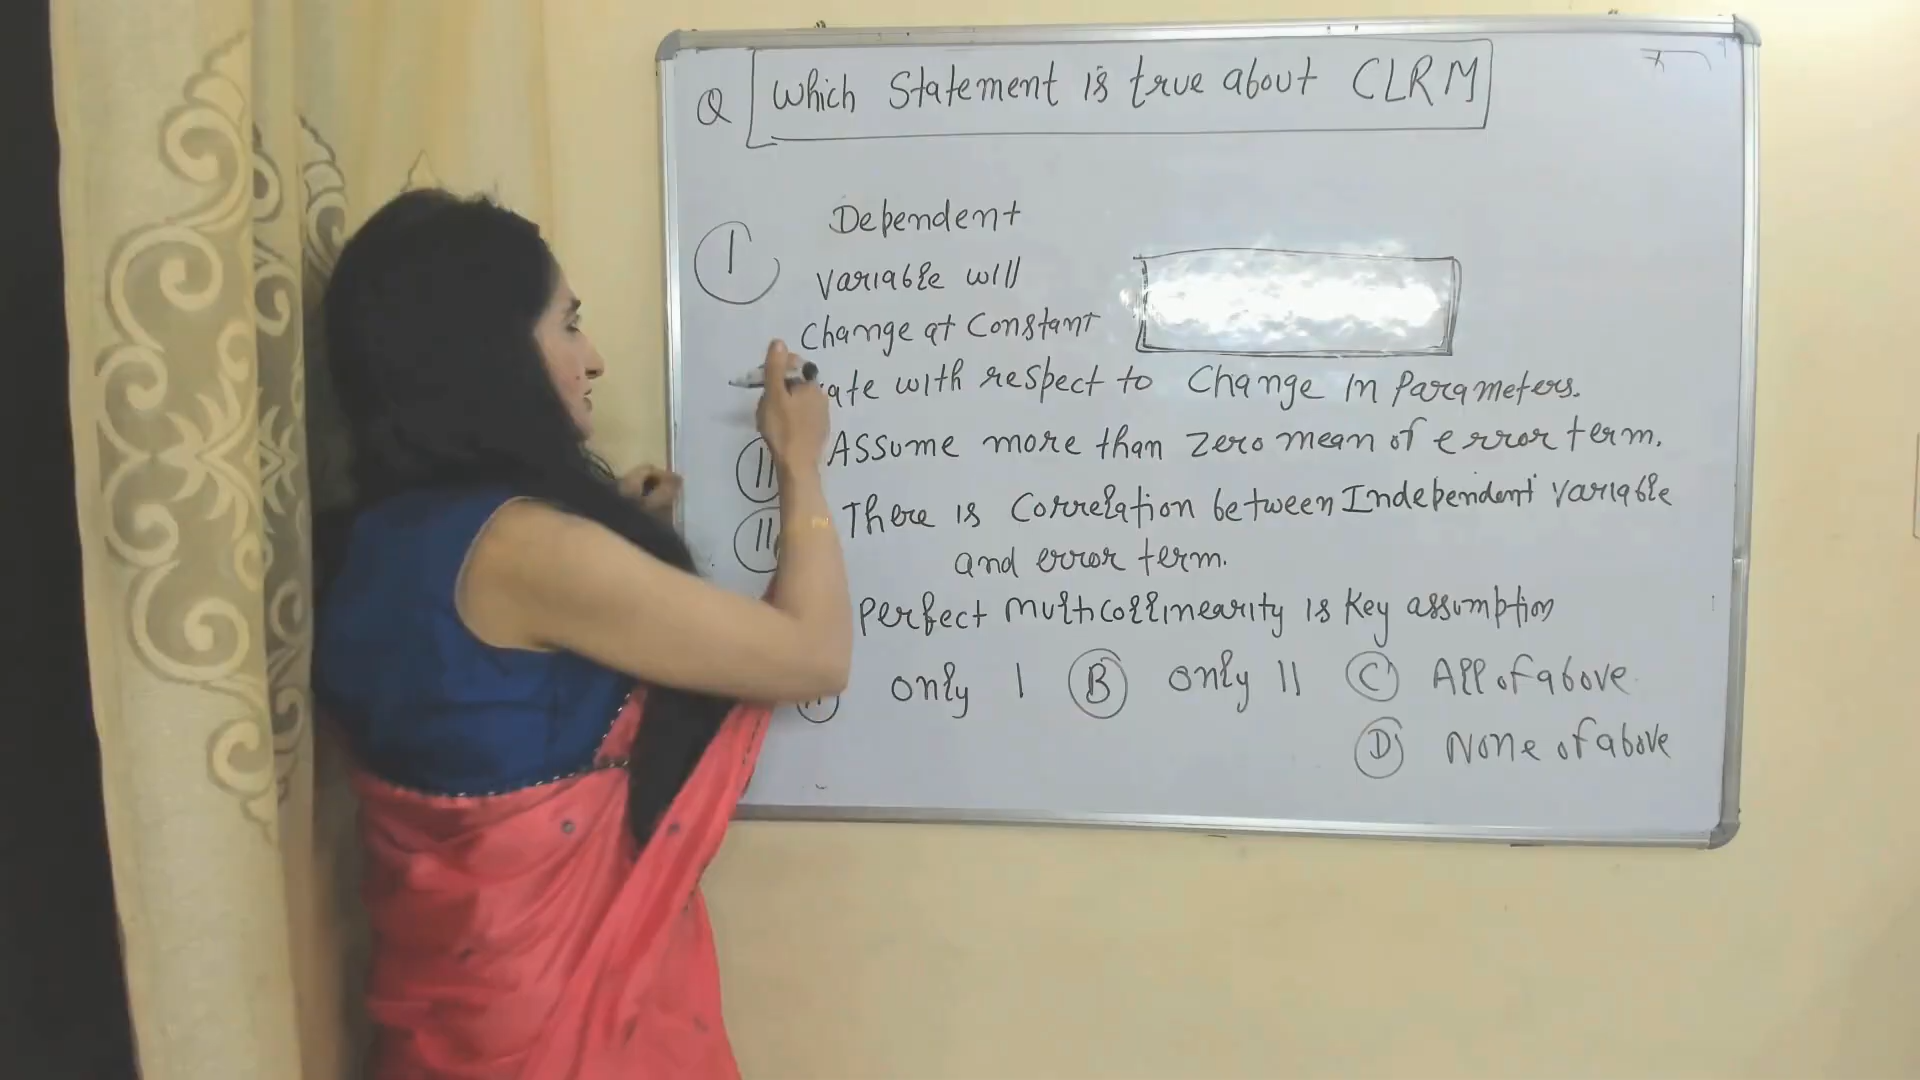 Q Which Statement is true about CLRM
I Dependent
Variable will
Change at Constant
rate with respect to Change in Parameters.
II Assume more than zero mean of error term.
There is Correlation between Independent Variable
and error term.
Perfect Multicollinearity is Key assumption
only I B only II C All of above
D None of above